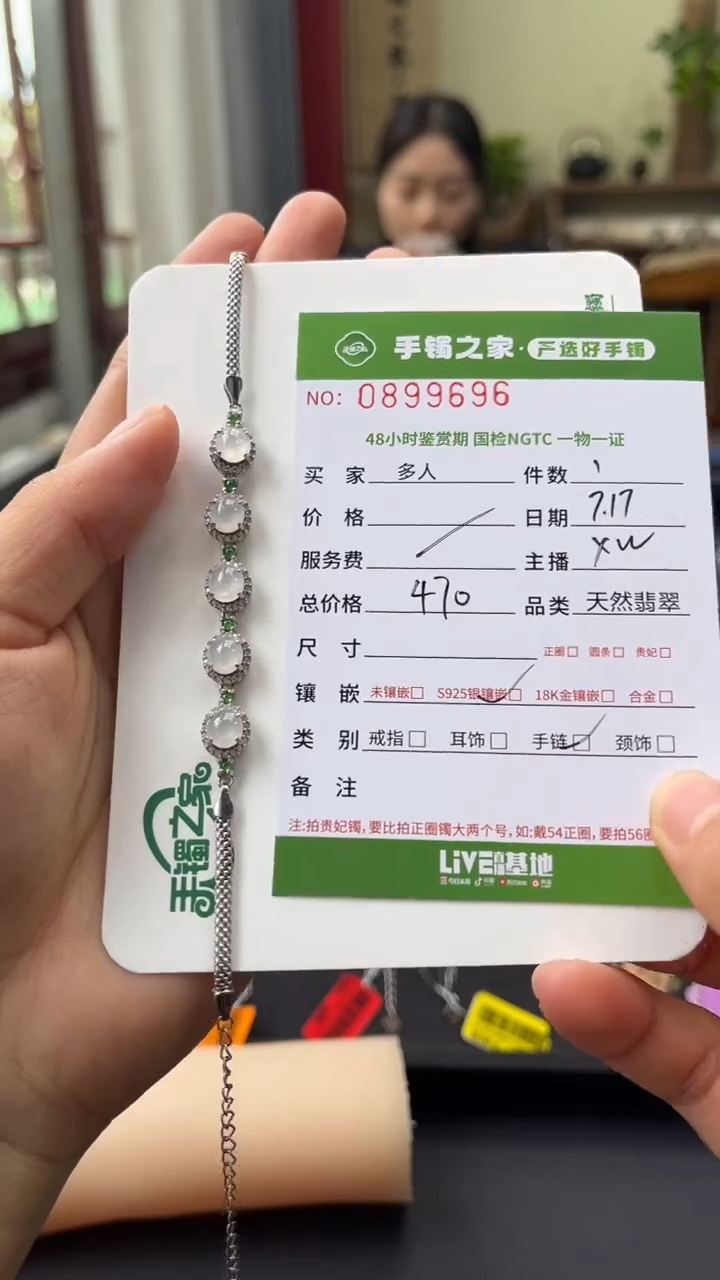 手镯之家·严选好手镯
NO: 0899696
48小时鉴赏期 国检NGTC 一物一证
买 家 多人 件数 1
价 格 日期 7.17
服务费 主播 XW
总价格 470 品类 天然翡翠
尺 寸 正圈□ 圆条□ 贵妃□
镶 嵌 未镶嵌□ S925银镶嵌□ 18K金镶嵌□ 合金□
类 别 戒指□ 耳饰□ 手链□ 颈饰□
备 注
注:拍贵妃镯,要比拍正圈镯大两个号,如:戴54正圈,要拍56
LiVE 基地
手镯之家